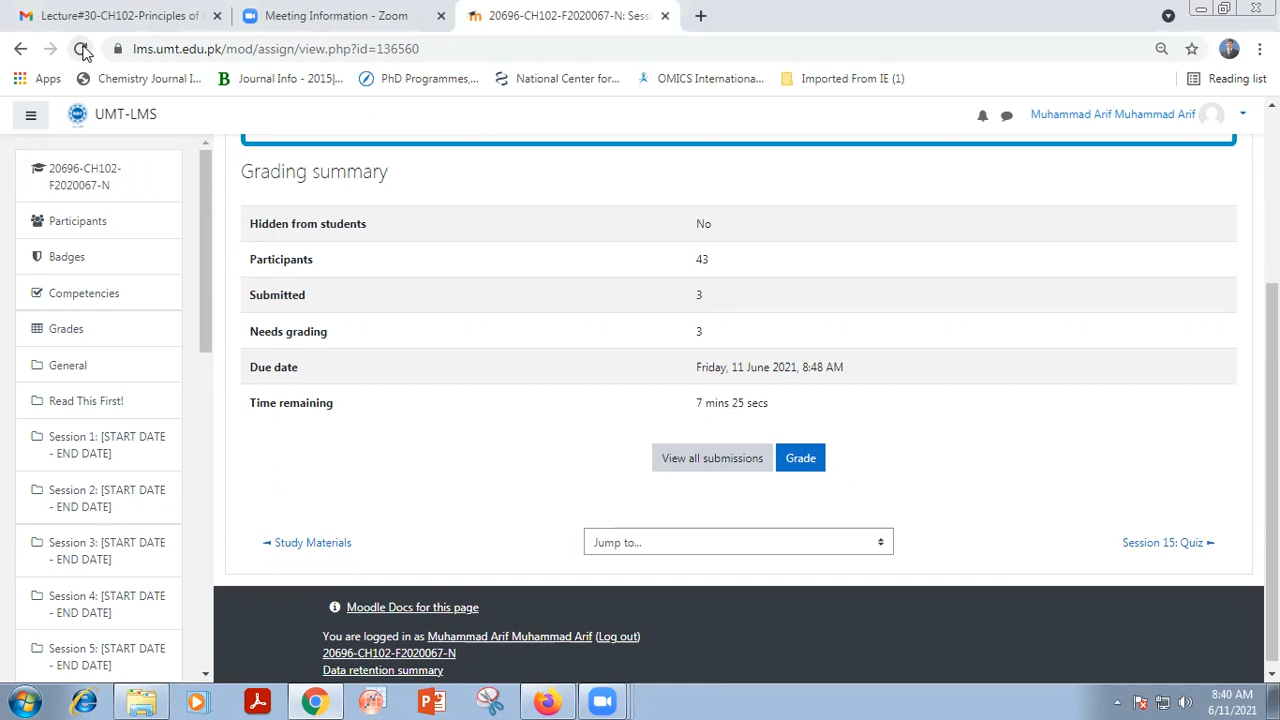 Lecture#30-CH102-Principles of
Meeting Information - Zoom
20696-CH102-F2020067-N: Sess
lms.umt.edu.pk/mod/assign/view.php?id=136560
Apps
Chemistry Journal I...
Journal Info - 2015|...
PhD Programmes,...
National Center for...
OMICS Internationa...
Imported From IE (1)
Reading list
UMT-LMS
Muhammad Arif Muhammad Arif
20696-CH102-
F2020067-N
Participants
Badges
Competencies
Grades
General
Read This First!
Session 1: [START DATE
- END DATE]
Session 2: [START DATE
- END DATE]
Session 3: [START DATE
- END DATE]
Session 4: [START DATE
- END DATE]
Session 5: [START DATE
- END DATE]
Grading summary
Hidden from students No
Participants 43
Submitted 3
Needs grading 3
Due date Friday, 11 June 2021, 8:48 AM
Time remaining 7 mins 25 secs
View all submissions Grade
◄ Study Materials
Jump to...
Session 15: Quiz ►
Moodle Docs for this page
You are logged in as Muhammad Arif Muhammad Arif (Log out)
20696-CH102-F2020067-N
Data retention summary
8:40 AM
6/11/2021